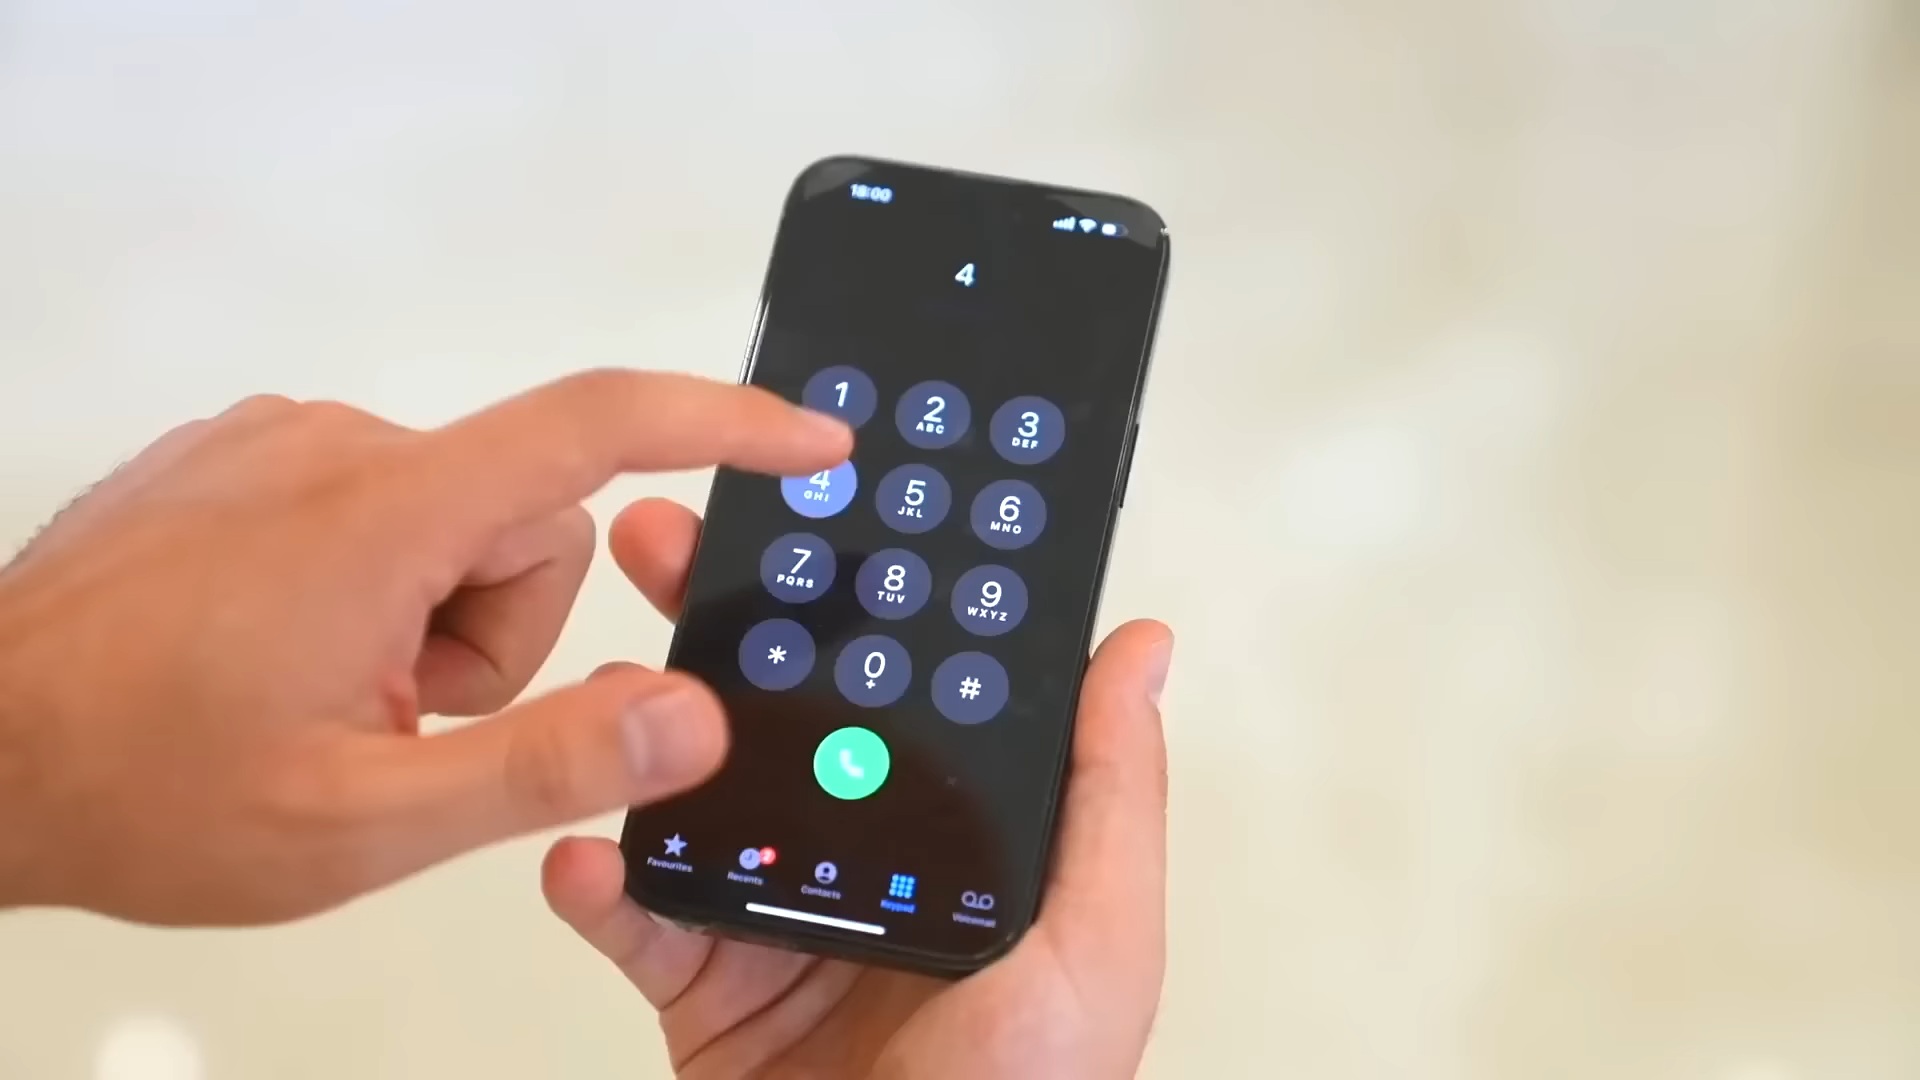 18:00
4
1
2
ABC
3
DEF
4
GHI
5
JKL
6
MNO
7
PQRS
8
TUV
9
WXYZ
*
0
+
#
2
Favourites
Recents
Contacts
Keypad
Voicemail